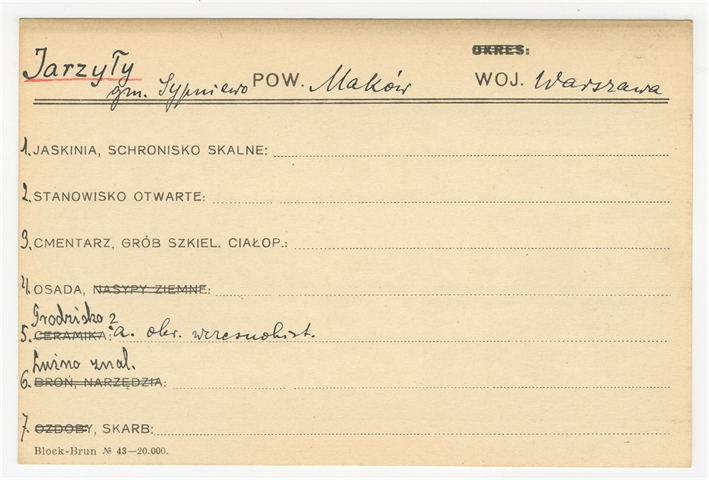 OKRES:
Jarzyły
gm. Sypniewo POW. Maków WOJ. Warszawa
1. JASKINIA, SCHRONISKO SKALNE:
2. STANOWISKO OTWARTE:
3. CMENTARZ, GRÓB SZKIEL. CIAŁOP.:
4. OSADA, NASYPY ZIEMNE:
Grodzisko z
5. CERAMIKA: a. okr. wczesnohist.
Luźno znal.
6. BROŃ, NARZĘDZIA:
7. OZDOBY, SKARB:
Block-Brun № 43—20.000.